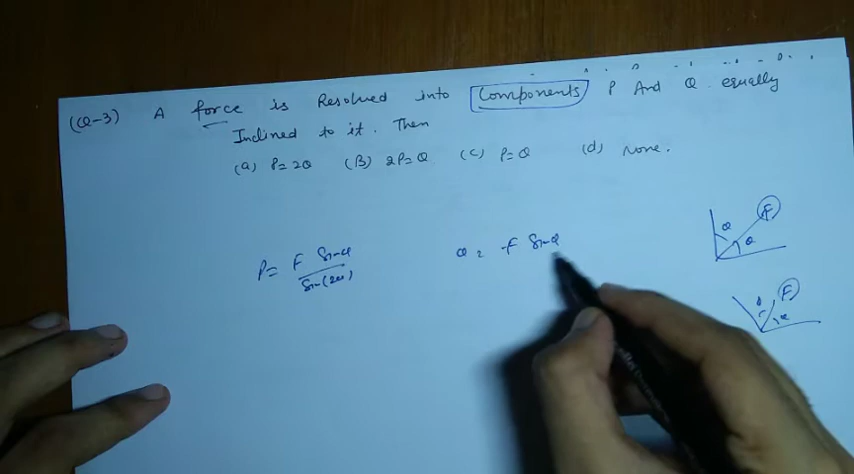 (Q-3) A force is Resolved into Components P And Q equally
Inclined to it. Then
(a) P=2Q (B) 2P=Q (C) P=Q (d) None.
P= F Sinα / Sin(2α)
Q = F Sinα
F
F